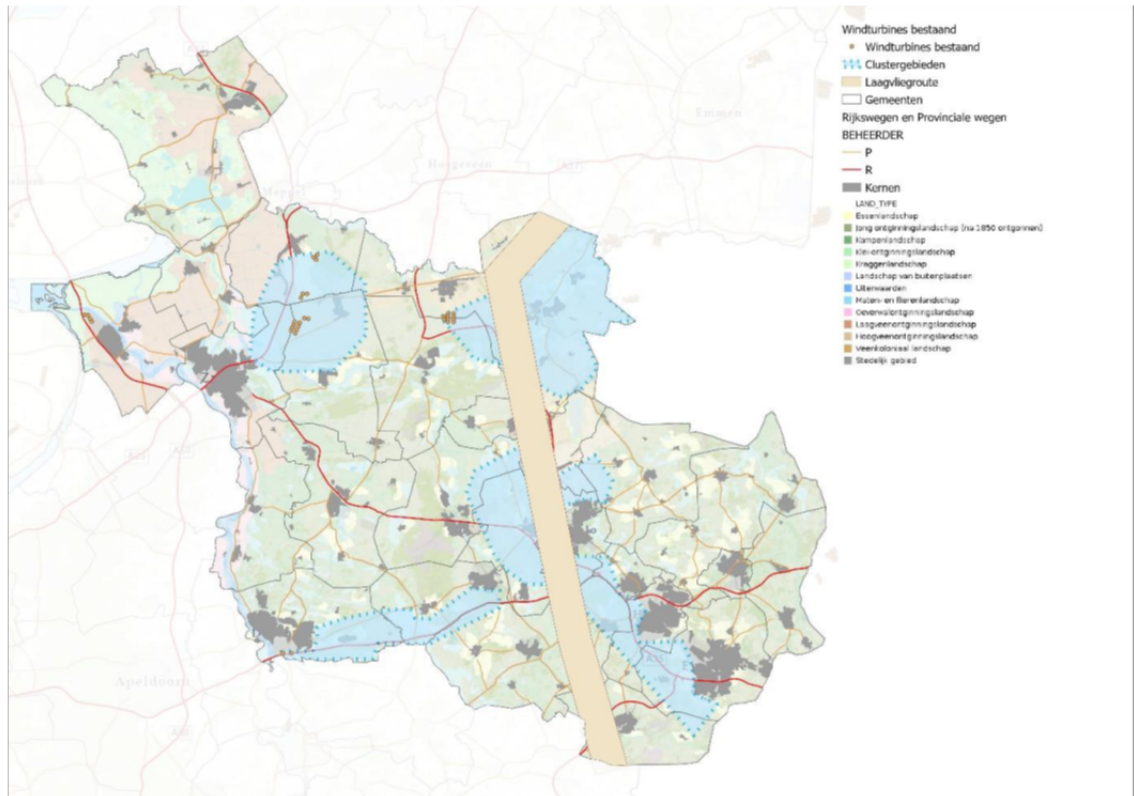 Windturbines bestaand
Windturbines bestaand
Clustergebieden
Laagvliegroute
Gemeenten
Rijkswegen en Provinciale wegen
BEHEERDER
P
R
Kernen
LAND_TYPE
Essenlandschap
Jong ontginningslandschap (na 1850 ontgonnen)
Kampenlandschap
Klei-ontginningslandschap
Kraggenlandschap
Landschap van buitenplaatsen
Uiterwaarden
Maten- en flierenlandschap
Oeverwalontginningslandschap
Laagveenontginningslandschap
Hoogveenontginningslandschap
Veenkoloniaal landschap
Stedelijk gebied
Emmen
Hoogeveen
Meppel
Apeldoorn
A35